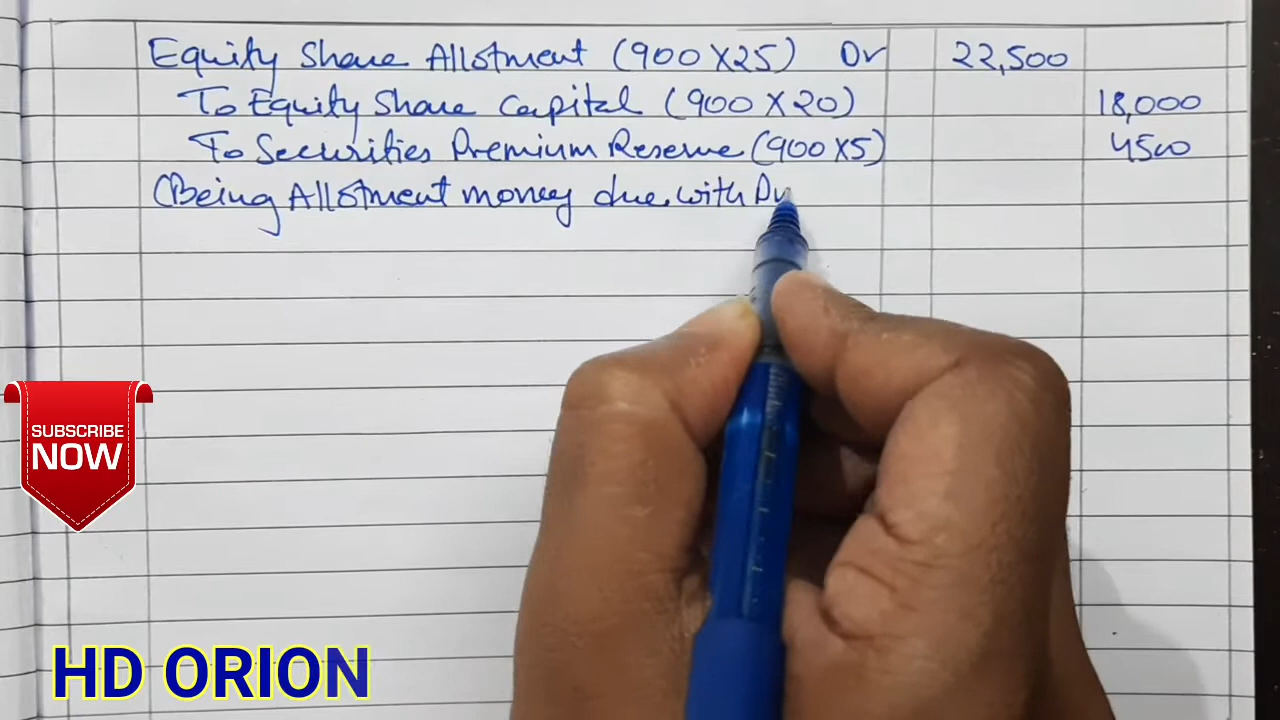 Equity Share Allotment (900 X 25) Dr 22,500
To Equity Share Capital (900 X 20) 18,000
To Securities Premium Reserve (900 X 5) 4500
(Being Allotment money due with
SUBSCRIBE
NOW
HD ORION